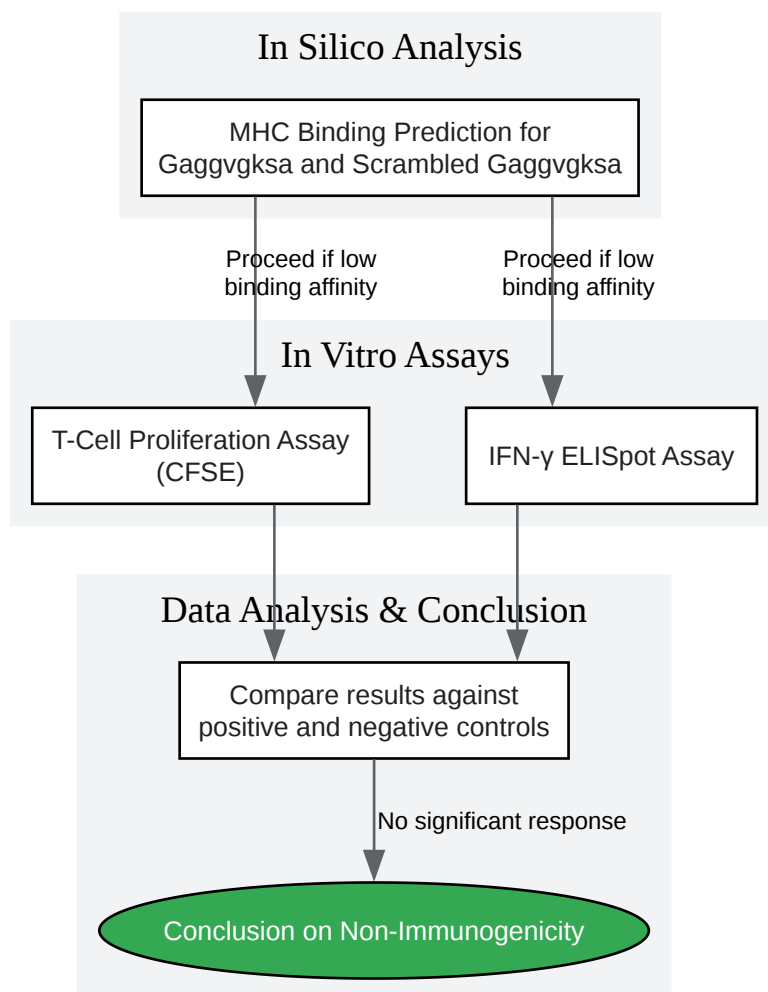 In Silico Analysis
MHC Binding Prediction for
Gaggvgksa and Scrambled Gaggvgksa
Proceed if low
binding affinity
Proceed if low
binding affinity
In Vitro Assays
T-Cell Proliferation Assay
(CFSE)
IFN-γ ELISpot Assay
Data Analysis & Conclusion
Compare results against
positive and negative controls
No significant response
Conclusion on Non-Immunogenicity